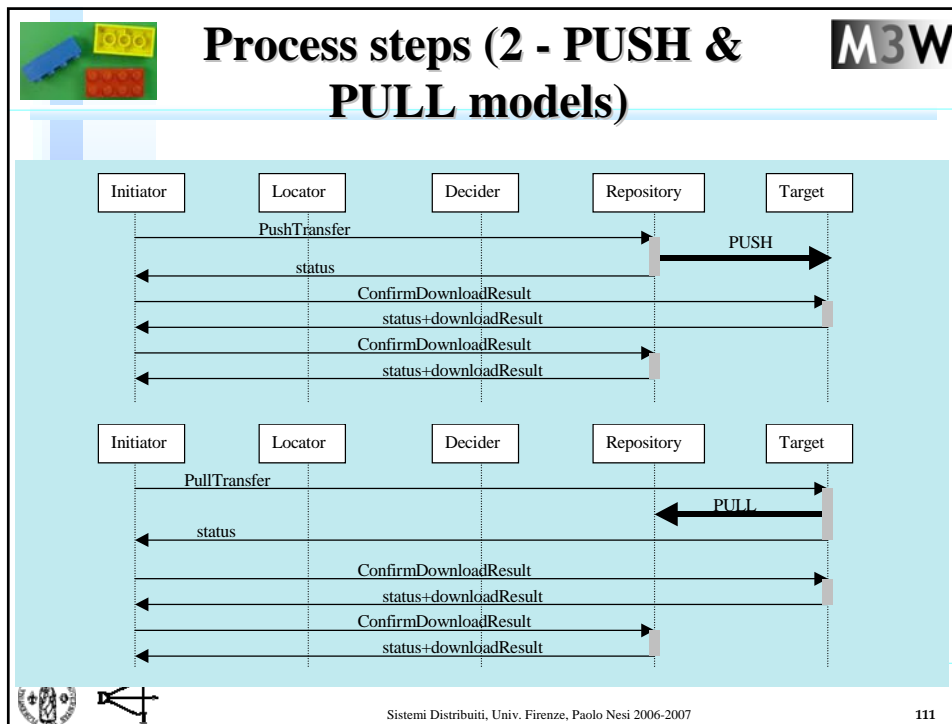 Process steps (2 - PUSH &
PULL models)
M3W
Initiator
Locator
Decider
Repository
Target
PushTransfer
PUSH
status
ConfirmDownloadResult
status+downloadResult
ConfirmDownloadResult
status+downloadResult
Initiator
Locator
Decider
Repository
Target
PullTransfer
PULL
status
ConfirmDownloadResult
status+downloadResult
ConfirmDownloadResult
status+downloadResult
Sistemi Distribuiti, Univ. Firenze, Paolo Nesi 2006-2007
111